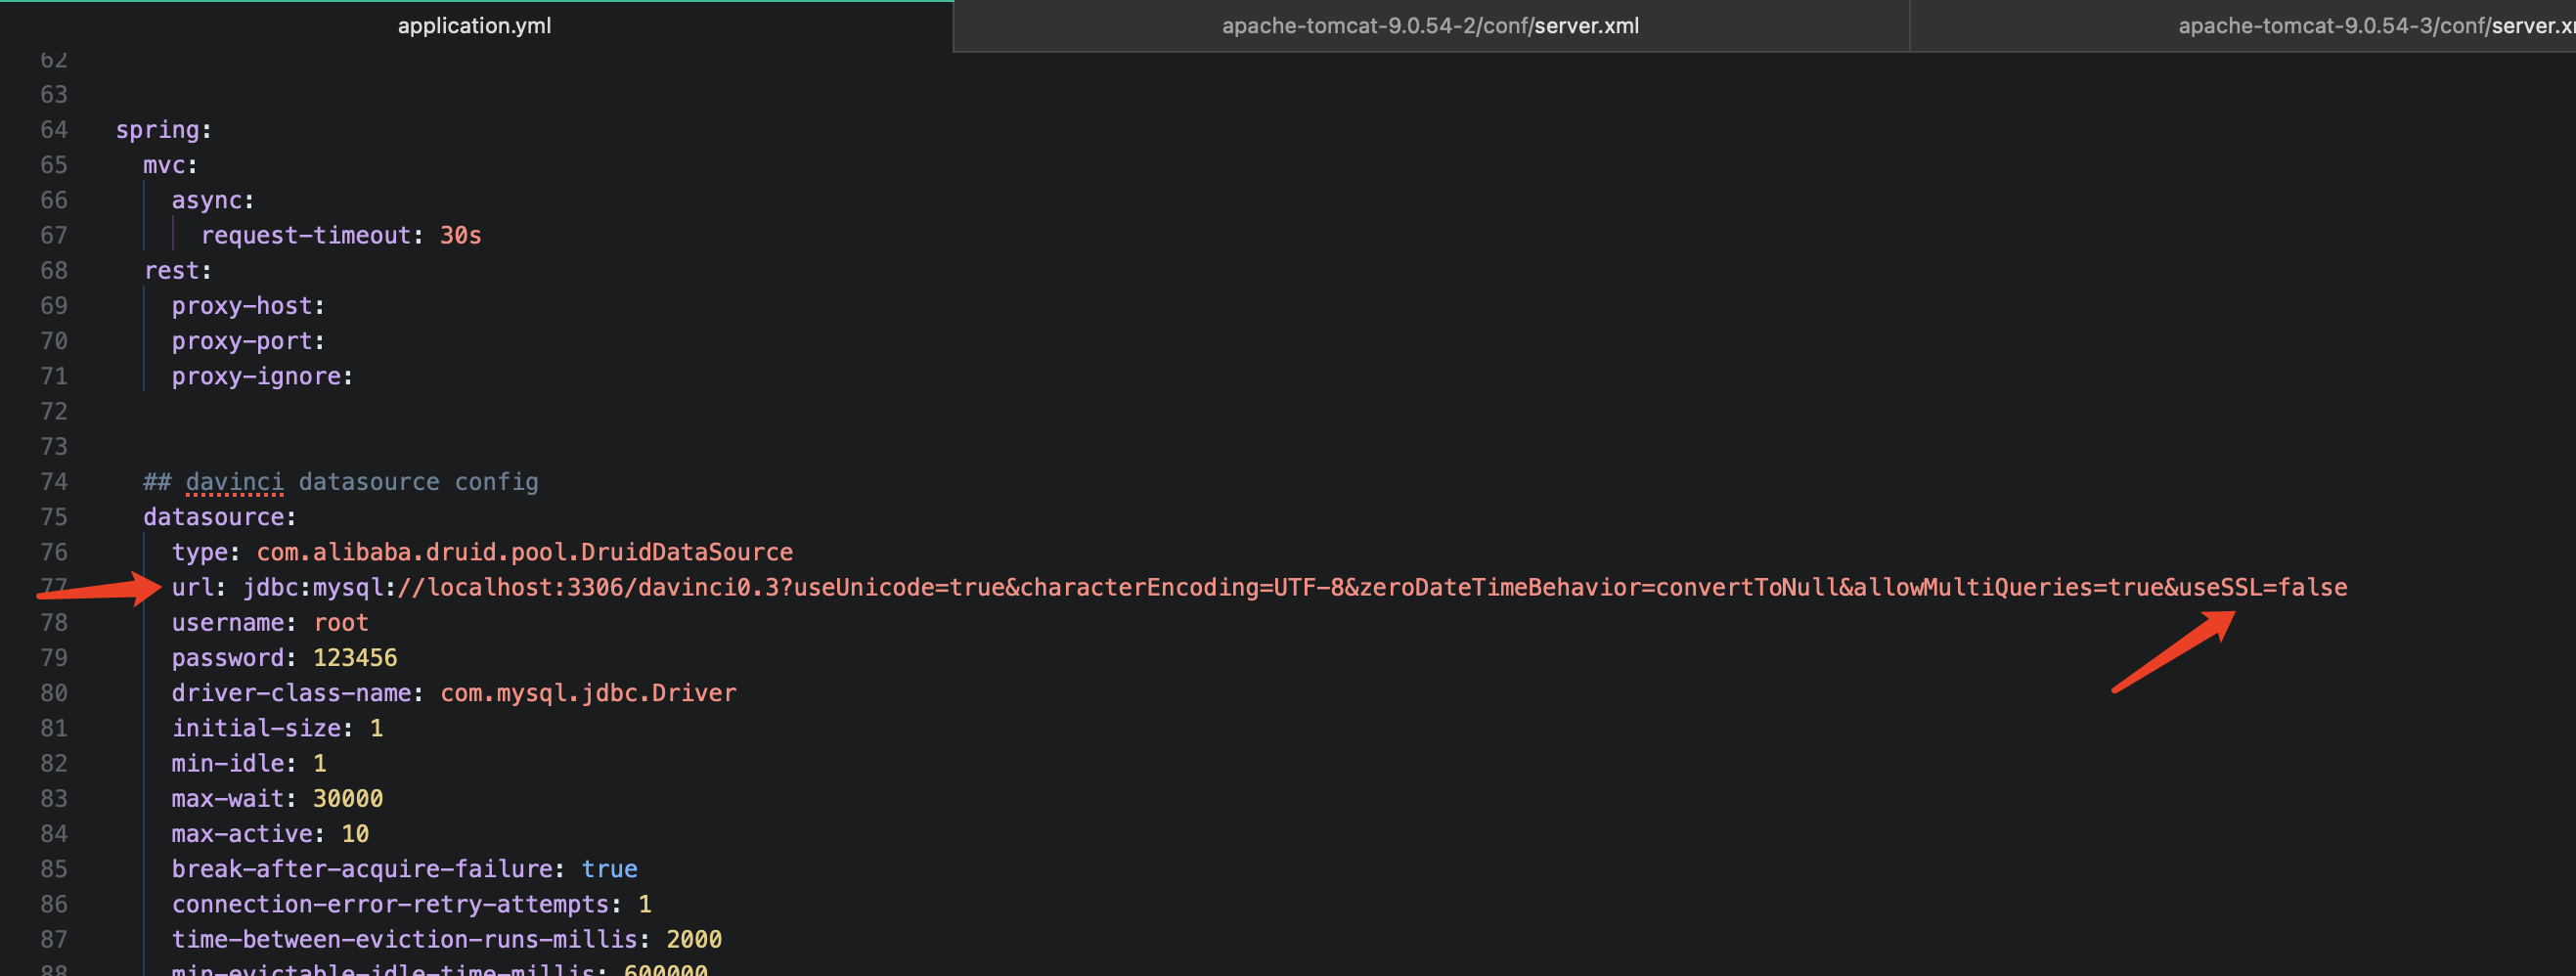 application.yml
apache-tomcat-9.0.54-2/conf/server.xml
apache-tomcat-9.0.54-3/conf/server.x
62
63
64 spring:
65 mvc:
66 async:
67 request-timeout: 30s
68 rest:
69 proxy-host:
70 proxy-port:
71 proxy-ignore:
72
73
74 ## davinci datasource config
75 datasource:
76 type: com.alibaba.druid.pool.DruidDataSource
77 url: jdbc:mysql://localhost:3306/davinci0.3?useUnicode=true&characterEncoding=UTF-8&zeroDateTimeBehavior=convertToNull&allowMultiQueries=true&useSSL=false
78 username: root
79 password: 123456
80 driver-class-name: com.mysql.jdbc.Driver
81 initial-size: 1
82 min-idle: 1
83 max-wait: 30000
84 max-active: 10
85 break-after-acquire-failure: true
86 connection-error-retry-attempts: 1
87 time-between-eviction-runs-millis: 2000
88 min-evictable-idle-time-millis: 600000